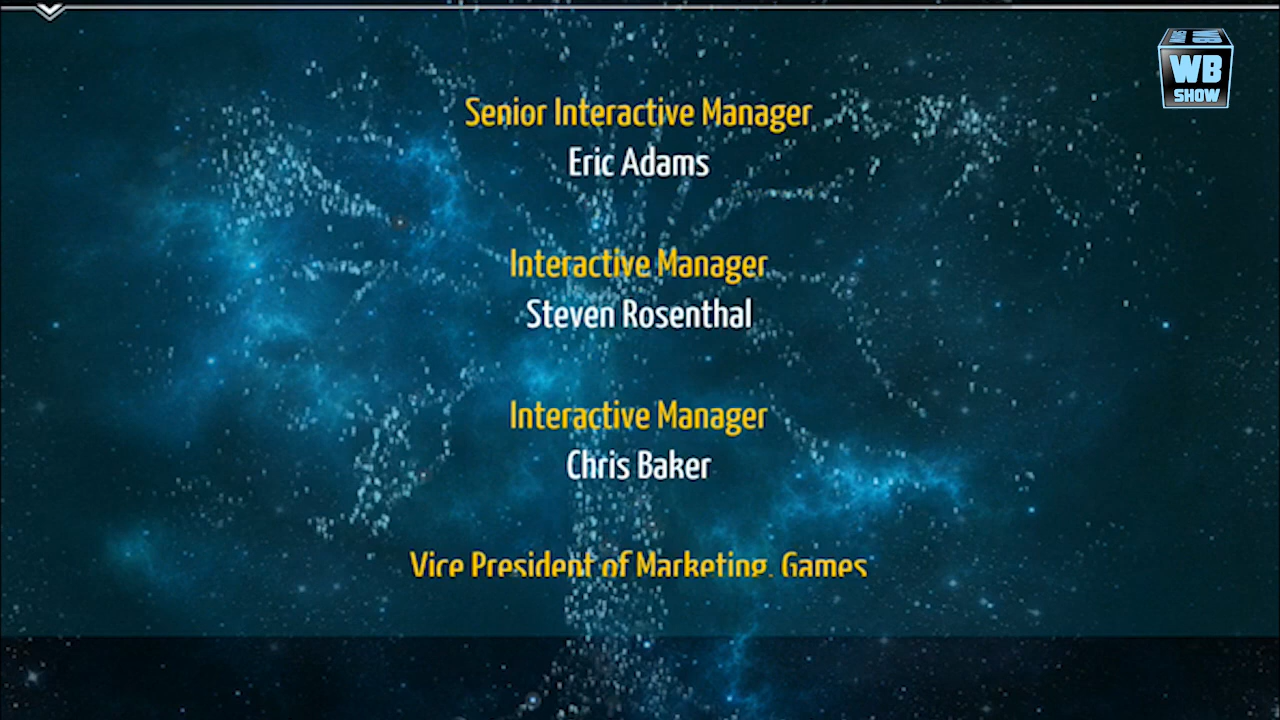 WB
SHOW
Senior Interactive Manager
Eric Adams
Interactive Manager
Steven Rosenthal
Interactive Manager
Chris Baker
Vice President of Marketing, Games